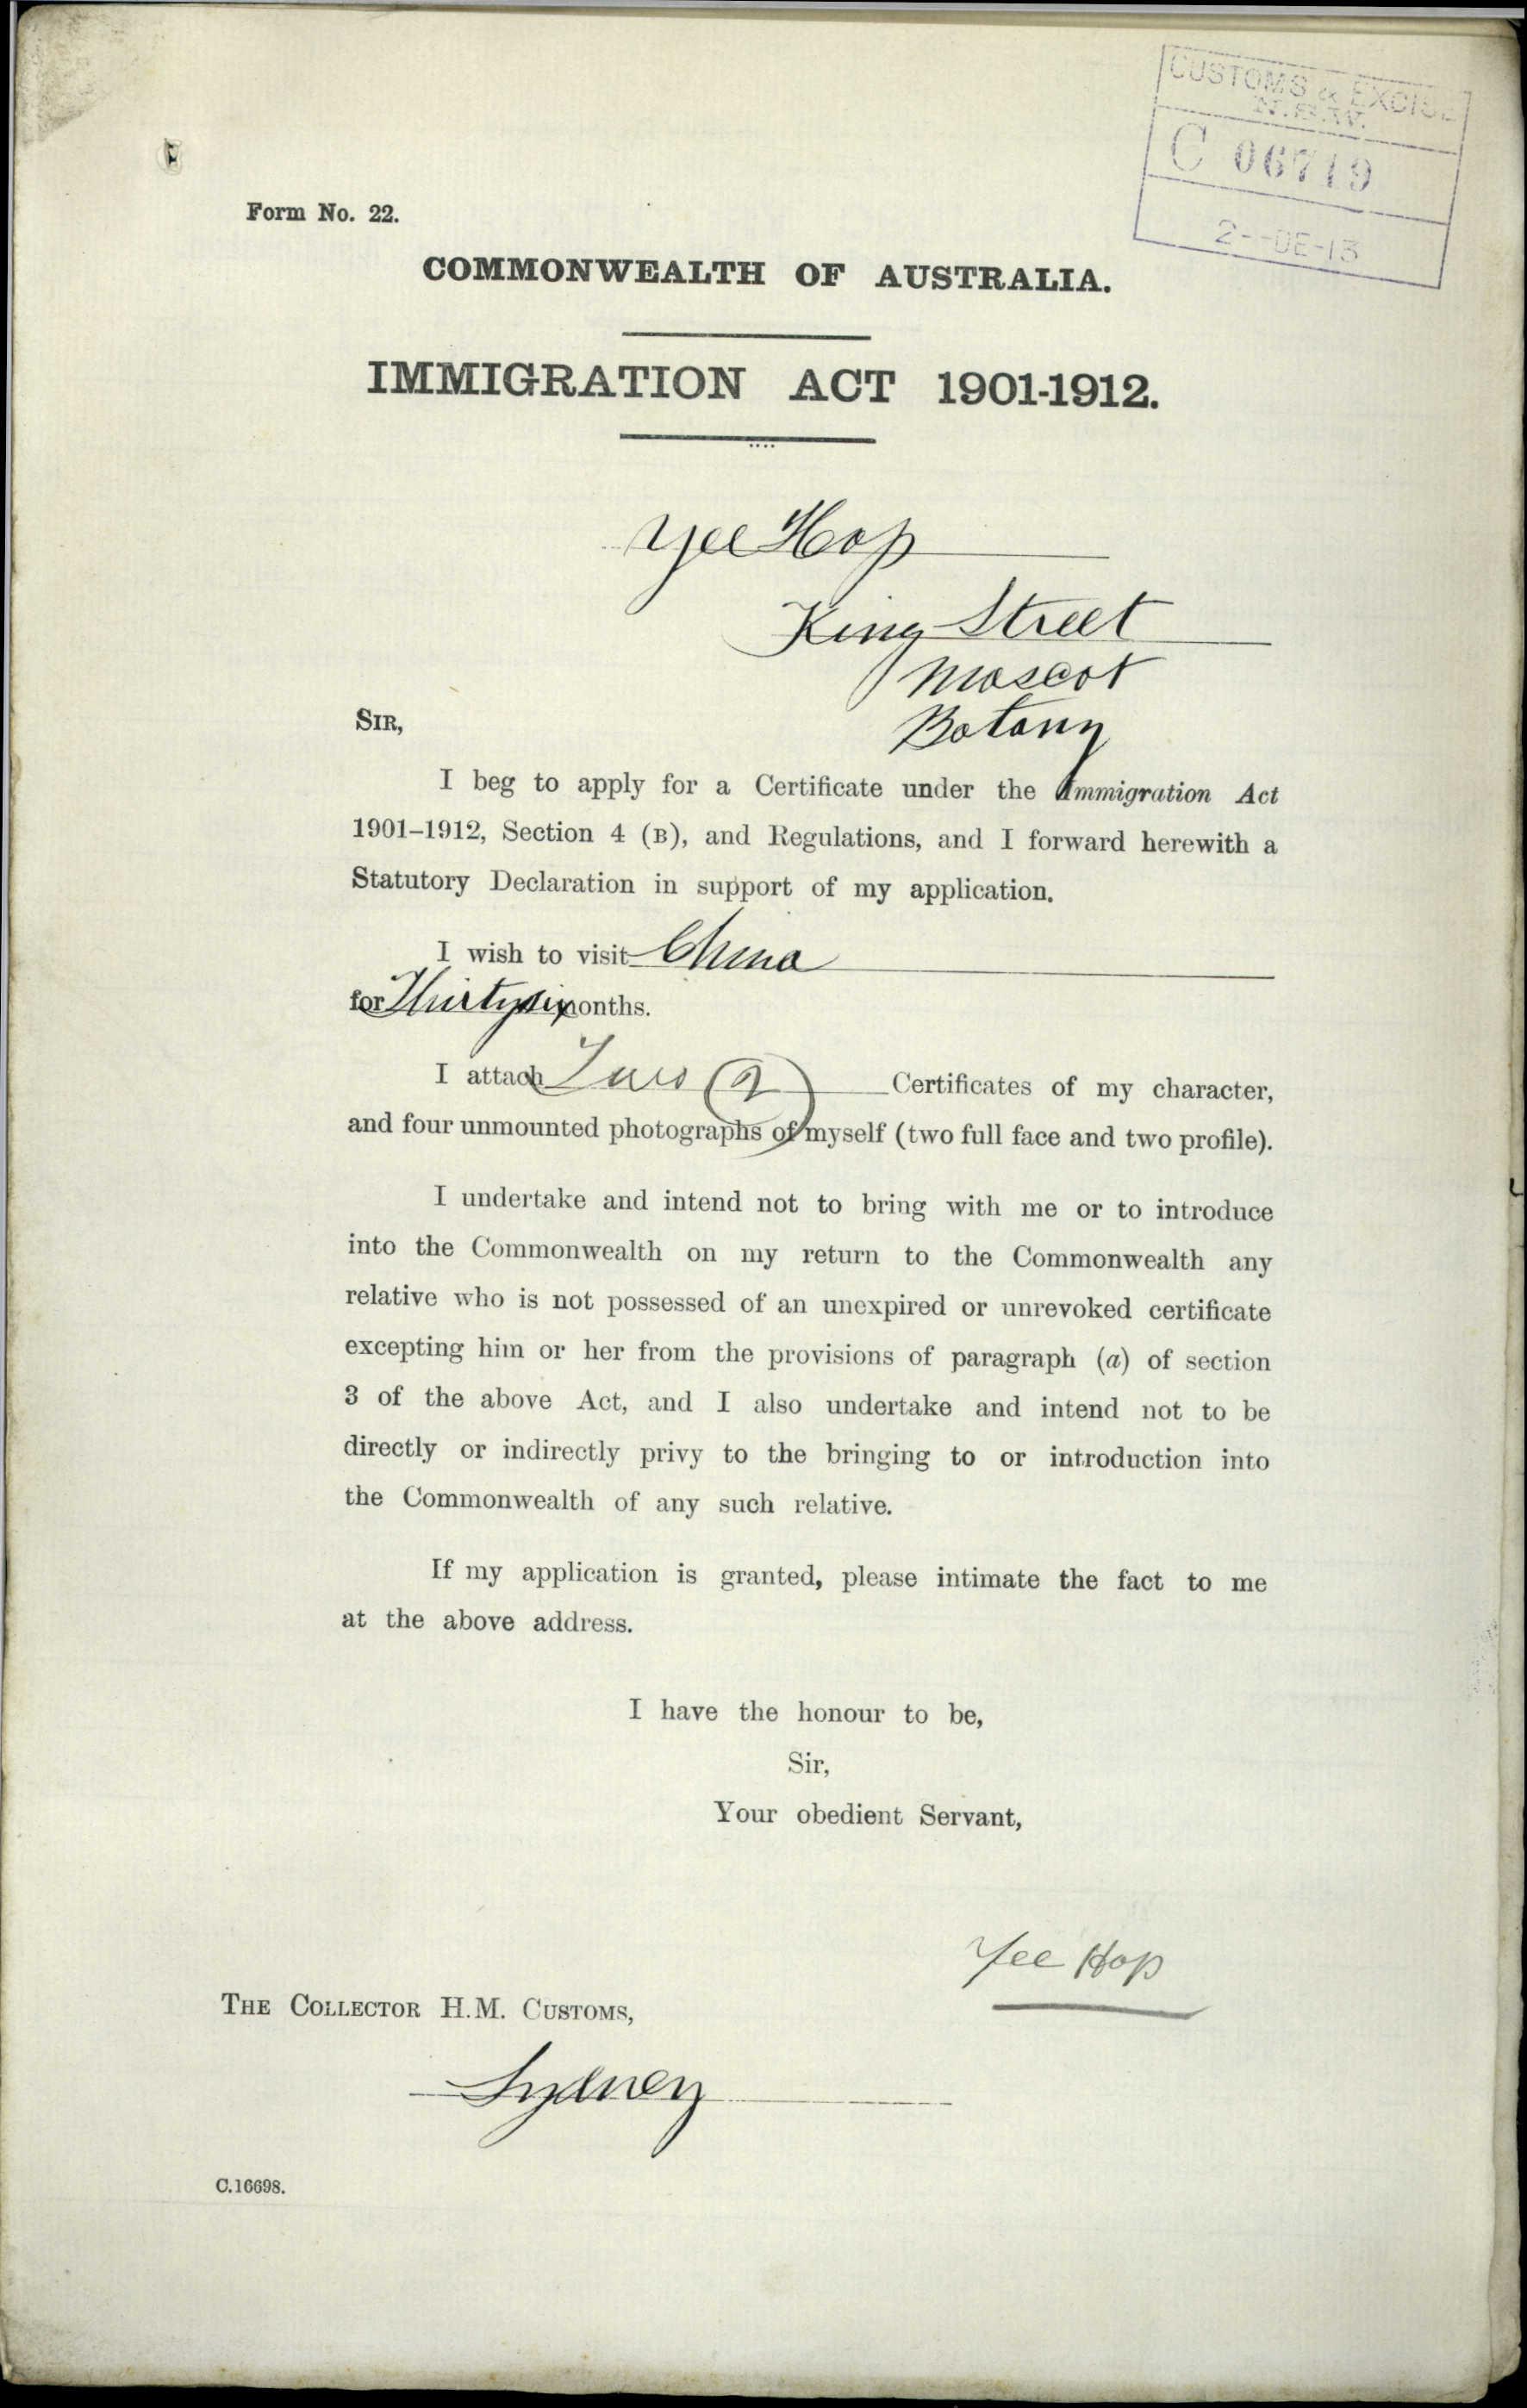 CUSTOMS & EXCISE
N.S.W.
C 06719
2--DE-13
Form No. 22.
COMMONWEALTH OF AUSTRALIA.
IMMIGRATION ACT 1901-1912.
Yee Hop
King Street
Mascot
Botany
SIR,
I beg to apply for a Certificate under the Immigration Act
1901–1912, Section 4 (B), and Regulations, and I forward herewith a
Statutory Declaration in support of my application.
I wish to visit China
for Thirty six months.
I attach Two (2) Certificates of my character,
and four unmounted photographs of myself (two full face and two profile).
I undertake and intend not to bring with me or to introduce
into the Commonwealth on my return to the Commonwealth any
relative who is not possessed of an unexpired or unrevoked certificate
excepting him or her from the provisions of paragraph (a) of section
3 of the above Act, and I also undertake and intend not to be
directly or indirectly privy to the bringing to or introduction into
the Commonwealth of any such relative.
If my application is granted, please intimate the fact to me
at the above address.
I have the honour to be,
Sir,
Your obedient Servant,
Yee Hop
THE COLLECTOR H.M. CUSTOMS,
Sydney
C.16698.